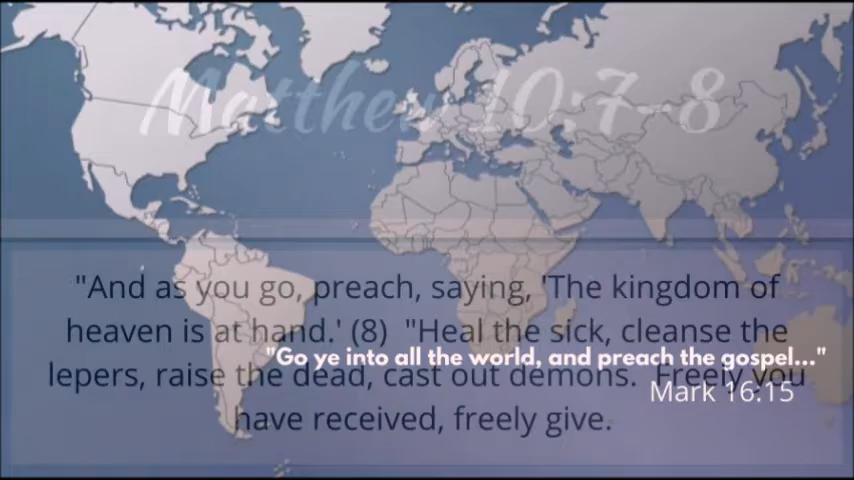 Matthew 10:7-8
"And as you go, preach, saying, 'The kingdom of
heaven is at hand.' (8)  "Heal the sick, cleanse the
lepers, raise the dead, cast out demons.  Freely you
have received, freely give.
"Go ye into all the world, and preach the gospel..."
Mark 16:15